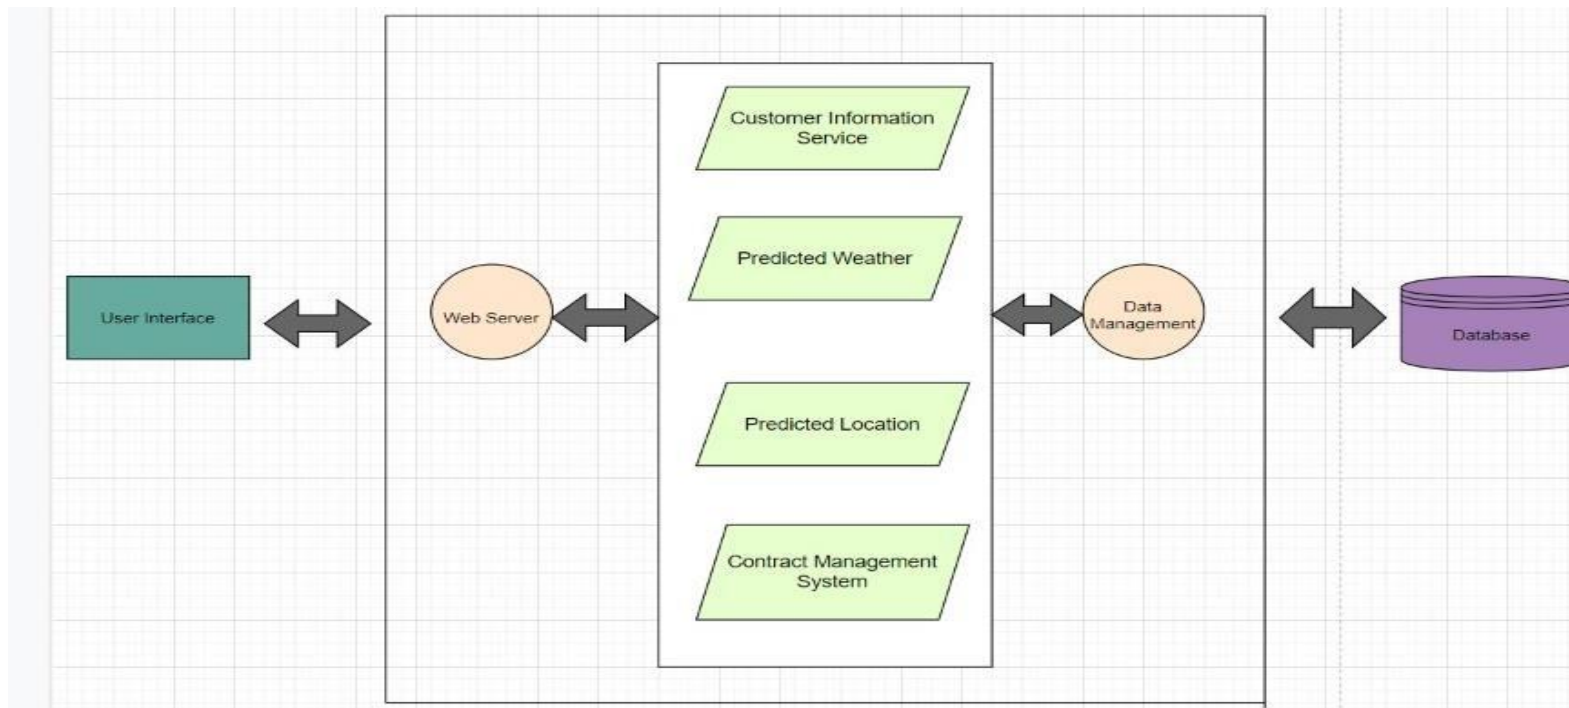 Customer Information
Service
Predicted Weather
User Interface
Web Server
Data
Management
Database
Predicted Location
Contract Management
System